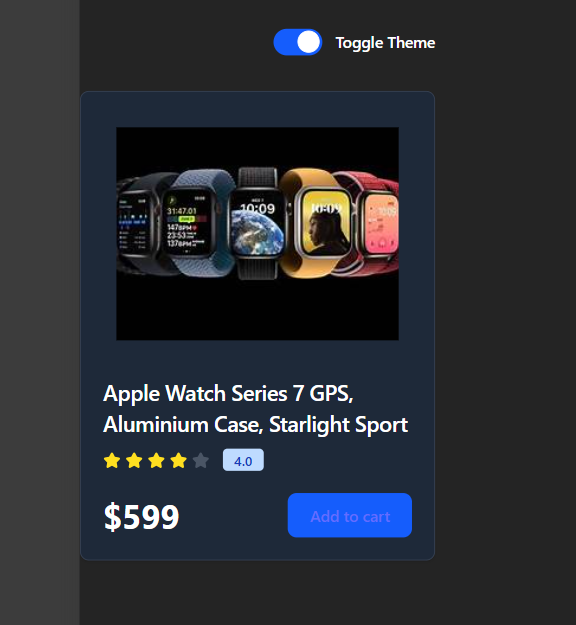 Toggle Theme
31:47.01
147BPM
23-53
137BPM
10:09
10:09
10:09
Apple Watch Series 7 GPS,
Aluminium Case, Starlight Sport
4.0
$599
Add to cart